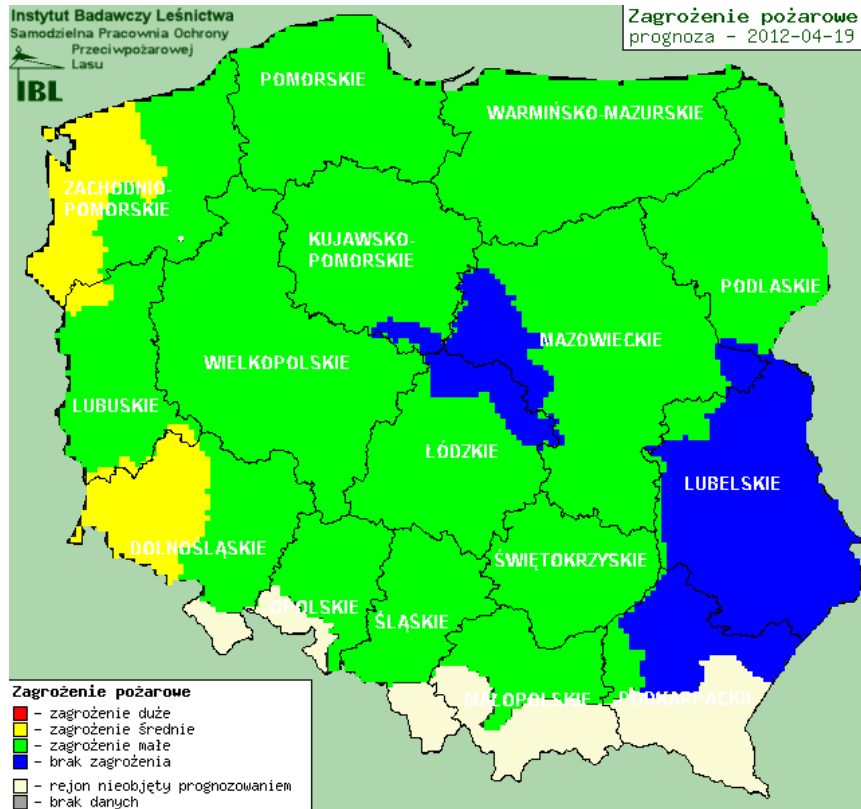 Instytut Badawczy Leśnictwa
Samodzielna Pracownia Ochrony
Przeciwpożarowej
Lasu
IBL
Zagrożenie pożarowe
prognoza - 2012-04-19
POMORSKIE
WARMIŃSKO-MAZURSKIE
ZACHODNIO-
POMORSKIE
KUJAWSKO-
POMORSKIE
PODLASKIE
MAZOWIECKIE
WIELKOPOLSKIE
LUBUSKIE
ŁÓDZKIE
LUBELSKIE
DOLNOŚLĄSKIE
ŚWIĘTOKRZYSKIE
OPOLSKIE
ŚLĄSKIE
MAŁOPOLSKIE
PODKARPACKIE
Zagrożenie pożarowe
- zagrożenie duże
- zagrożenie średnie
- zagrożenie małe
- brak zagrożenia
- rejon nieobjęty prognozowaniem
- brak danych